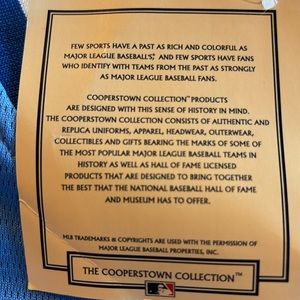 FEW SPORTS HAVE A PAST AS RICH AND COLORFUL AS
MAJOR LEAGUE BASEBALL'S, AND FEW SPORTS HAVE FANS
WHO IDENTIFY WITH TEAMS FROM THE PAST AS STRONGLY
AS MAJOR LEAGUE BASEBALL FANS.
COOPERSTOWN COLLECTION™ PRODUCTS
ARE DESIGNED WITH THIS SENSE OF HISTORY IN MIND.
THE COOPERSTOWN COLLECTION CONSISTS OF AUTHENTIC AND
REPLICA UNIFORMS, APPAREL, HEADWEAR, OUTERWEAR,
COLLECTIBLES AND GIFTS BEARING THE MARKS OF SOME OF
THE MOST POPULAR MAJOR LEAGUE BASEBALL TEAMS IN
HISTORY AS WELL AS HALL OF FAME LICENSED
PRODUCTS THAT ARE DESIGNED TO BRING TOGETHER
THE BEST THAT THE NATIONAL BASEBALL HALL OF FAME
AND MUSEUM HAS TO OFFER.
MLB TRADEMARKS & COPYRIGHTS ARE USED WITH THE PERMISSION OF
MAJOR LEAGUE BASEBALL PROPERTIES, INC.
THE COOPERSTOWN COLLECTION™